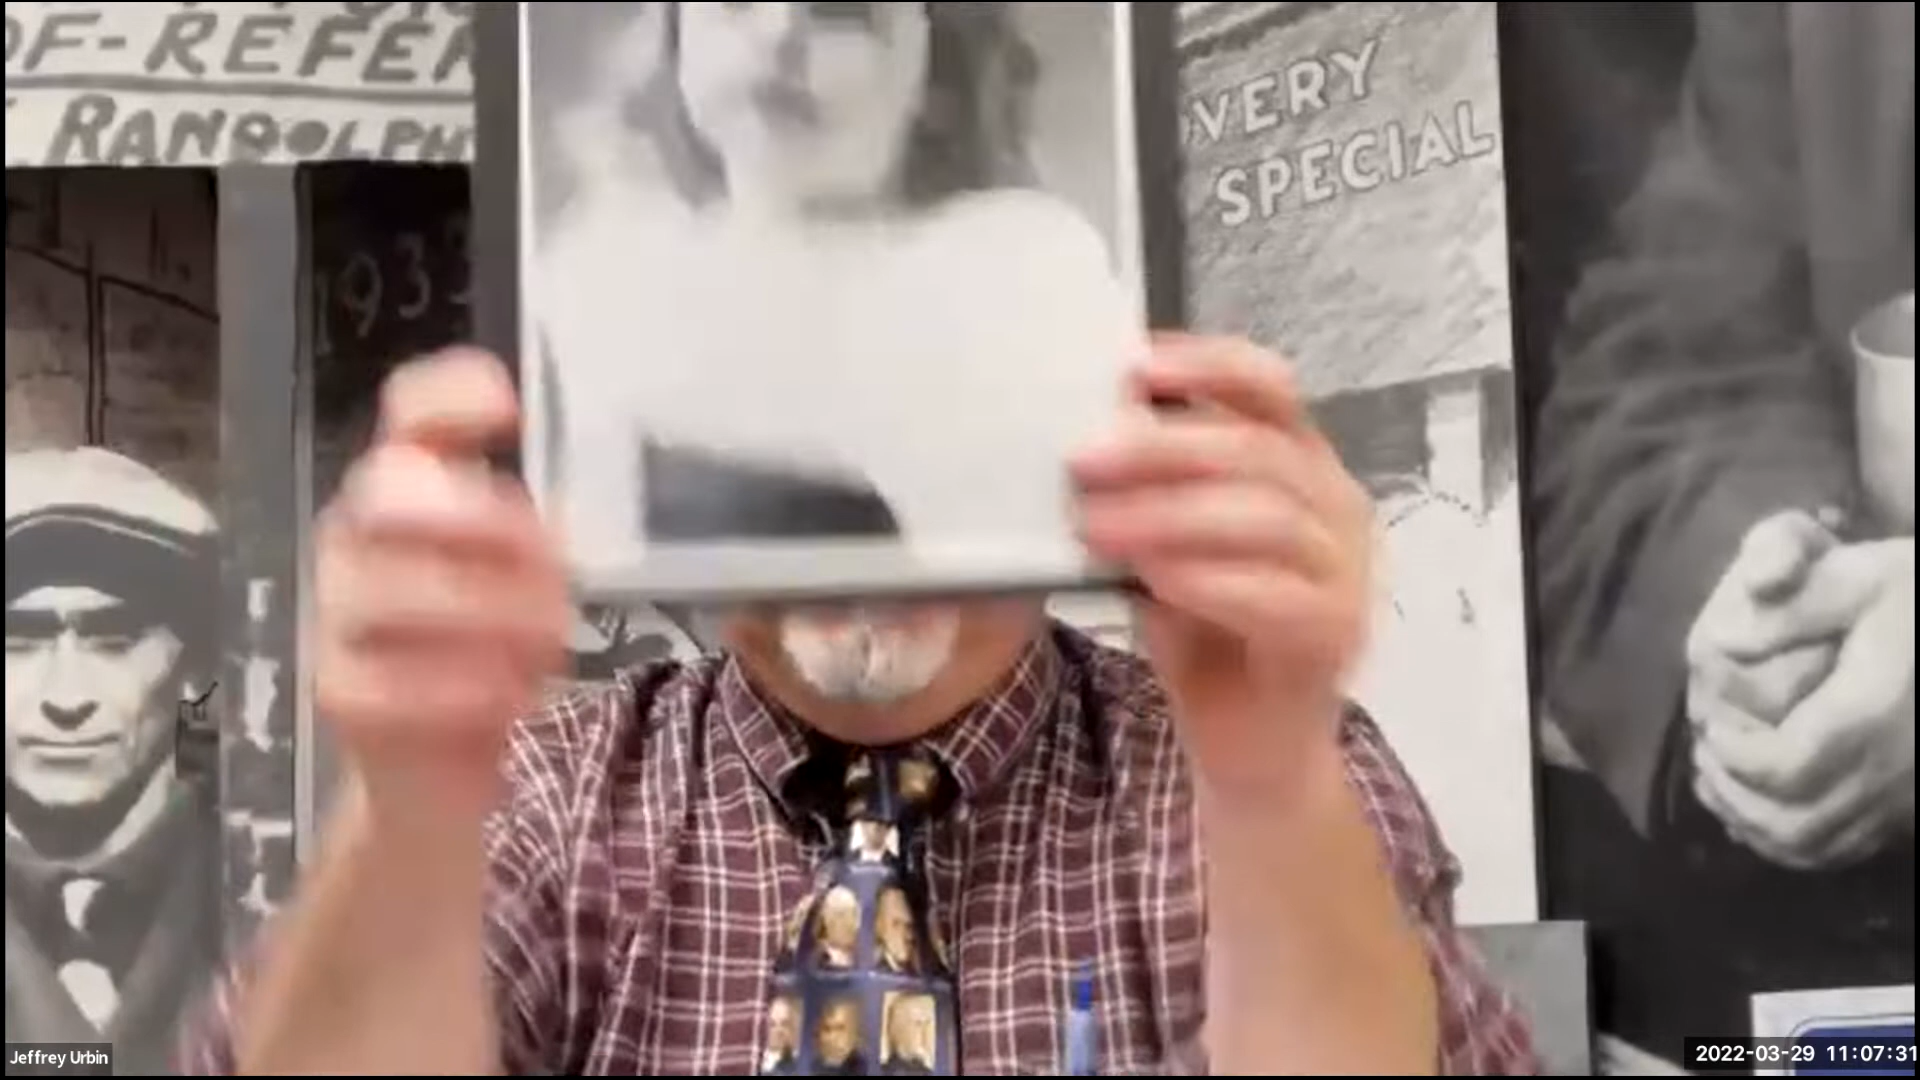 OF-REFER
RANDOLPH
1933
VERY
SPECIAL
Jeffrey Urbin
2022-03-29 11:07:31